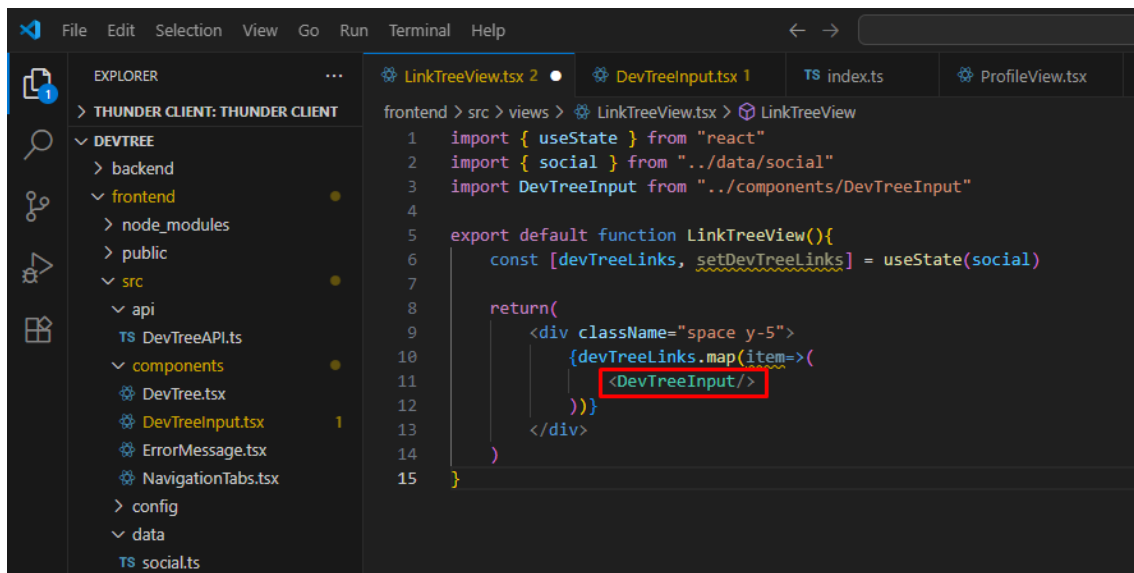 File Edit Selection View Go Run Terminal Help
EXPLORER ...
1
THUNDER CLIENT: THUNDER CLIENT
DEVTREE
backend
frontend
node_modules
public
src
api
TS DevTreeAPI.ts
components
DevTree.tsx
DevTreeInput.tsx 1
ErrorMessage.tsx
NavigationTabs.tsx
config
data
TS social.ts
LinkTreeView.tsx 2 DevTreeInput.tsx 1 TS index.ts ProfileView.tsx
frontend > src > views > LinkTreeView.tsx > LinkTreeView
1 import { useState } from "react"
2 import { social } from "../data/social"
3 import DevTreeInput from "../components/DevTreeInput"
4
5 export default function LinkTreeView(){
6 const [devTreeLinks, setDevTreeLinks] = useState(social)
7
8 return(
9 <div className="space y-5">
10 {devTreeLinks.map(item=>(
11 <DevTreeInput/>
12 ))}
13 </div>
14 )
15 }